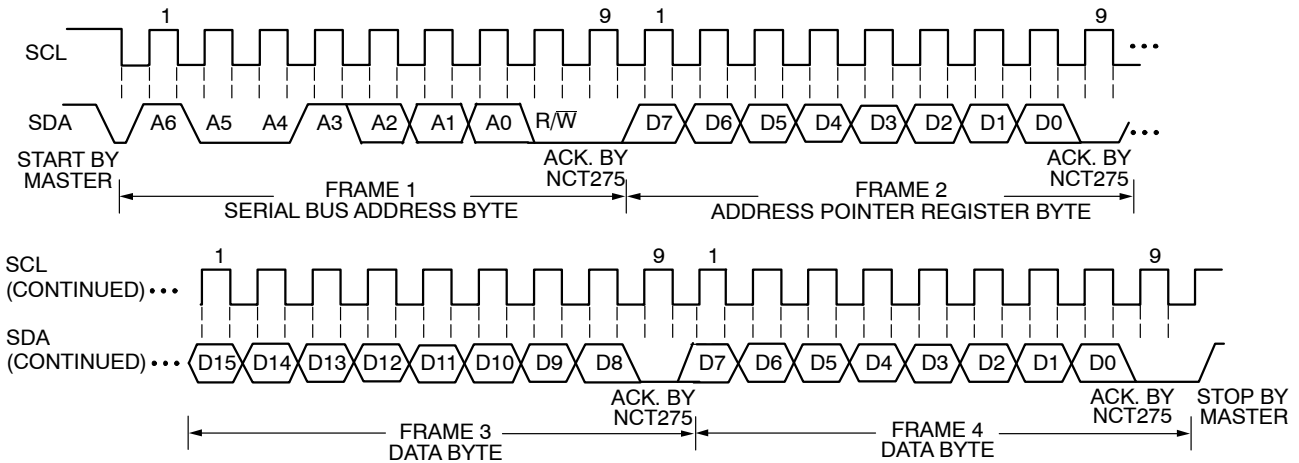 1 9 1 9
SCL
SDA A6 A5 A4 A3 A2 A1 A0 R/W̅ D7 D6 D5 D4 D3 D2 D1 D0
START BY MASTER
ACK. BY NCT275
ACK. BY NCT275
FRAME 1
SERIAL BUS ADDRESS BYTE
FRAME 2
ADDRESS POINTER REGISTER BYTE
1 9 1 9
SCL
(CONTINUED)
SDA
(CONTINUED) D15 D14 D13 D12 D11 D10 D9 D8 D7 D6 D5 D4 D3 D2 D1 D0
ACK. BY NCT275
ACK. BY NCT275
STOP BY MASTER
FRAME 3
DATA BYTE
FRAME 4
DATA BYTE